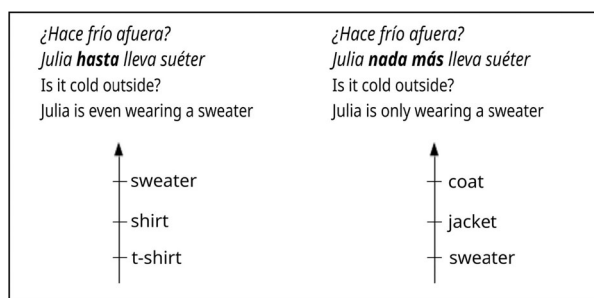 ¿Hace frío afuera?
Julia hasta lleva suéter
Is it cold outside?
Julia is even wearing a sweater
sweater
shirt
t-shirt
¿Hace frío afuera?
Julia nada más lleva suéter
Is it cold outside?
Julia is only wearing a sweater
coat
jacket
sweater